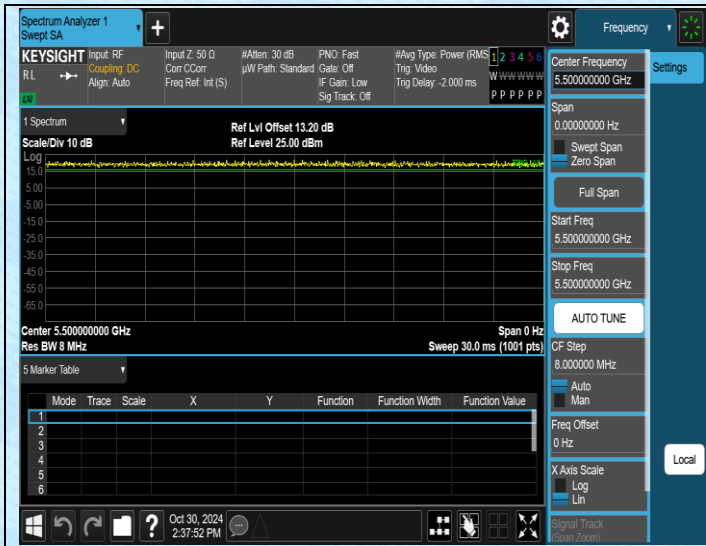 Spectrum Analyzer 1
Swept SA
+
Frequency
KEYSIGHT
RL
LXI
Input: RF
Coupling: DC
Align: Auto
Input Z: 50 Ω
Corr CCorr
Freq Ref: Int (S)
#Atten: 30 dB
µW Path: Standard
PNO: Fast
Gate: Off
IF Gain: Low
Sig Track: Off
#Avg Type: Power (RMS
Trig: Video
Trig Delay: -2.000 ms
1 2 3 4 5 6
W W W W W W
P P P P P P
1 Spectrum
Scale/Div 10 dB
Ref Lvl Offset 13.20 dB
Ref Level 25.00 dBm
Log
15.0
5.00
-5.00
-15.0
-25.0
-35.0
-45.0
-55.0
-65.0
Center 5.500000000 GHz
Span 0 Hz
Res BW 8 MHz
Sweep 30.0 ms (1001 pts)
5 Marker Table
Mode Trace Scale X Y Function Function Width Function Value
1
2
3
4
5
6
?
Oct 30, 2024
2:37:52 PM
Center Frequency
5.500000000 GHz
Span
0.00000000 Hz
Swept Span
Zero Span
Full Span
Start Freq
5.500000000 GHz
Stop Freq
5.500000000 GHz
AUTO TUNE
CF Step
8.000000 MHz
Auto
Man
Freq Offset
0 Hz
X Axis Scale
Log
Lin
Signal Track
(Span Zoom)
Settings
Local